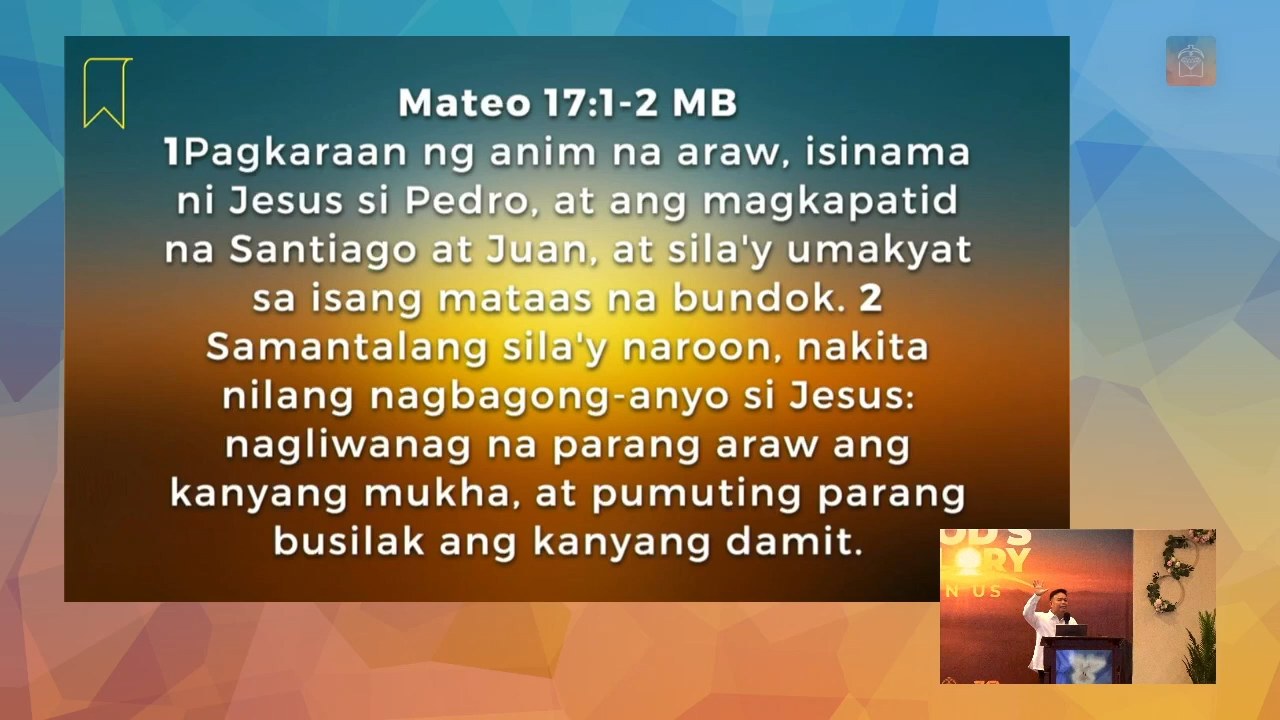 Mateo 17:1-2 MB
1Pagkaraan ng anim na araw, isinama
ni Jesus si Pedro, at ang magkapatid
na Santiago at Juan, at sila'y umakyat
sa isang mataas na bundok. 2
Samantalang sila'y naroon, nakita
nilang nagbagong-anyo si Jesus:
nagliwanag na parang araw ang
kanyang mukha, at pumuting parang
busilak ang kanyang damit.
US